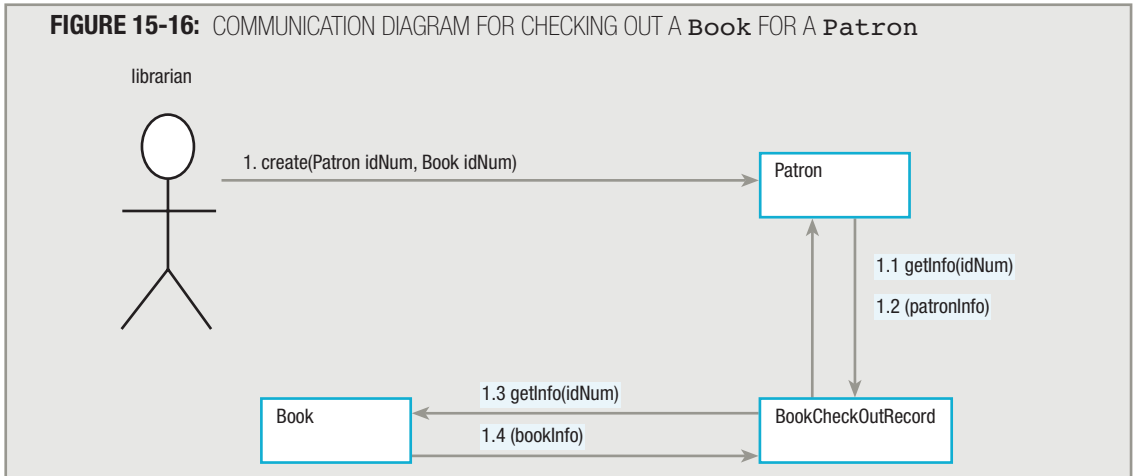 FIGURE 15-16: COMMUNICATION DIAGRAM FOR CHECKING OUT A Book FOR A Patron
librarian
1. create(Patron idNum, Book idNum)
Patron
1.1 getInfo(idNum)
1.2 (patronInfo)
1.3 getInfo(idNum)
Book
BookCheckOutRecord
1.4 (bookInfo)